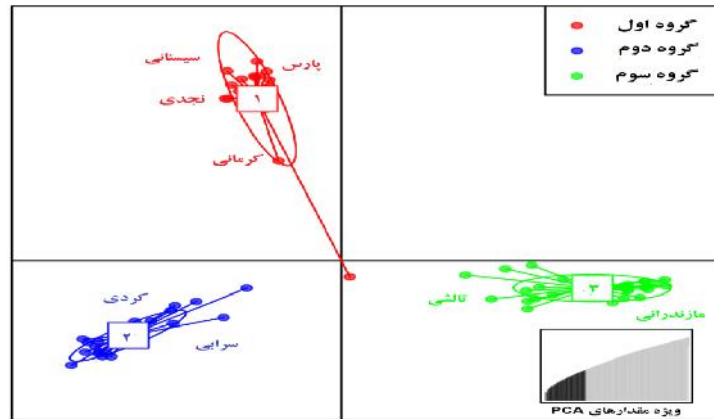 گروه اول
گروه دوم
گروه سوم
سیستانی
پارس
۱
نجدی
کرمانی
کردی
۲
سرابی
۳
تالشی
مازندرانی
ویژه مقدارهای PCA